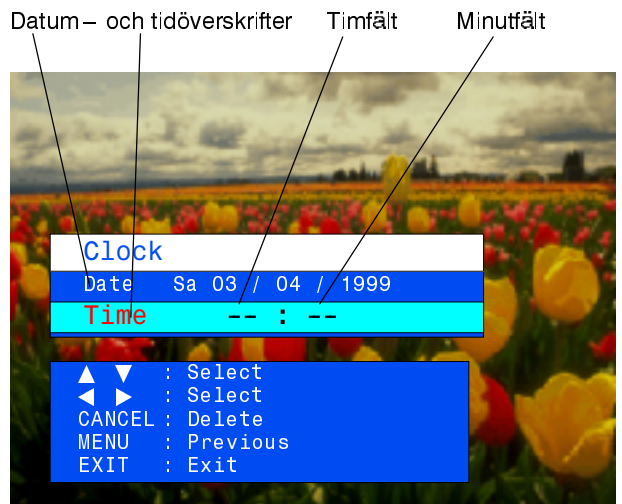 Datum– och tidöverskrifter Timfält Minutfält
Clock
Date Sa 03 / 04 / 1999
Time -- : --
▲ ▼ : Select
◀ ▶ : Select
CANCEL : Delete
MENU : Previous
EXIT : Exit